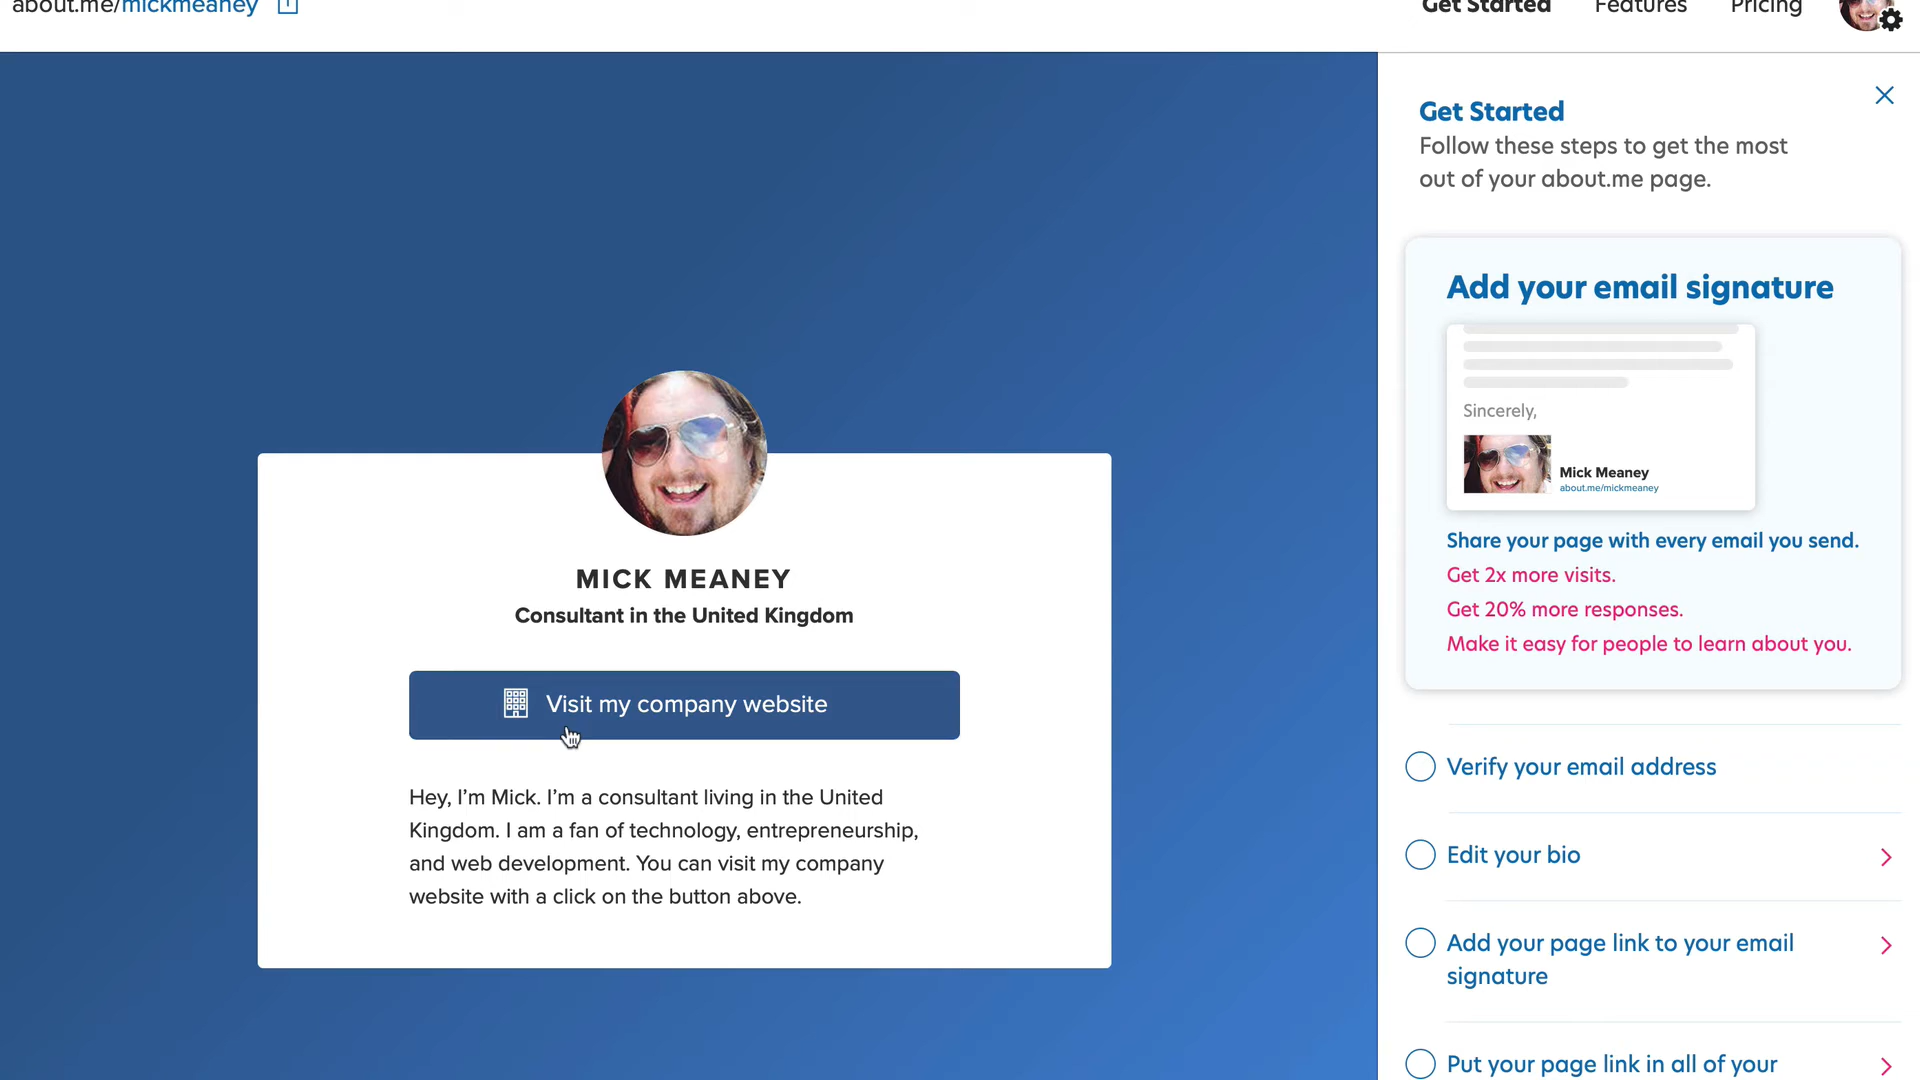 about.me/mickmeaney
Get Started
Features
Pricing
Get Started
Follow these steps to get the most
out of your about.me page.
Add your email signature
Sincerely,
Mick Meaney
about.me/mickmeaney
Share your page with every email you send.
Get 2x more visits.
Get 20% more responses.
Make it easy for people to learn about you.
MICK MEANEY
Consultant in the United Kingdom
Visit my company website
Hey, I’m Mick. I’m a consultant living in the United
Kingdom. I am a fan of technology, entrepreneurship,
and web development. You can visit my company
website with a click on the button above.
Verify your email address
Edit your bio
Add your page link to your email
signature
Put your page link in all of your